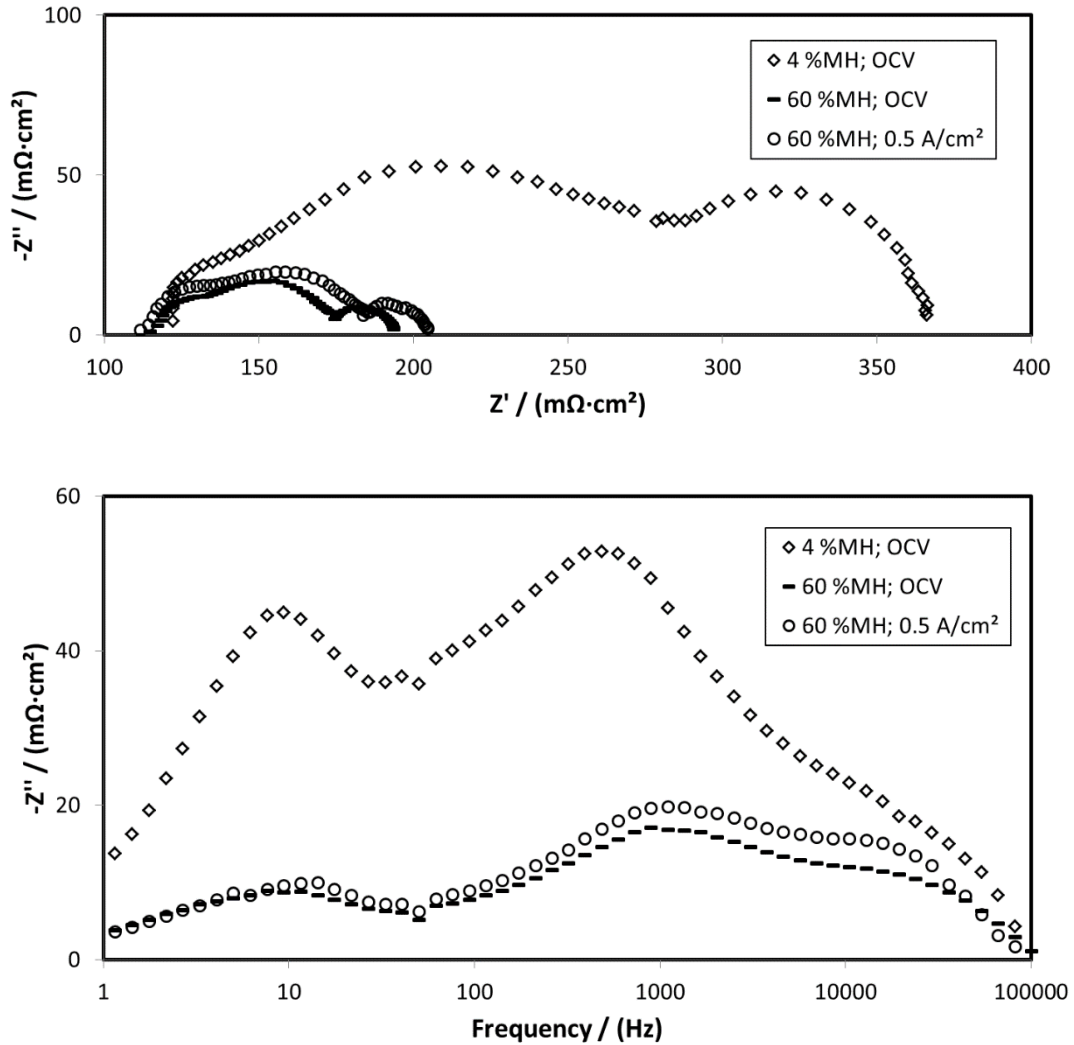 100
50
0
-Z'' / (mΩ·cm²)
4 %MH; OCV
60 %MH; OCV
60 %MH; 0.5 A/cm²
100 150 200 250 300 350 400
Z' / (mΩ·cm²)
60
40
20
0
-Z'' / (mΩ·cm²)
4 %MH; OCV
60 %MH; OCV
60 %MH; 0.5 A/cm²
1 10 100 1000 10000 100000
Frequency / (Hz)